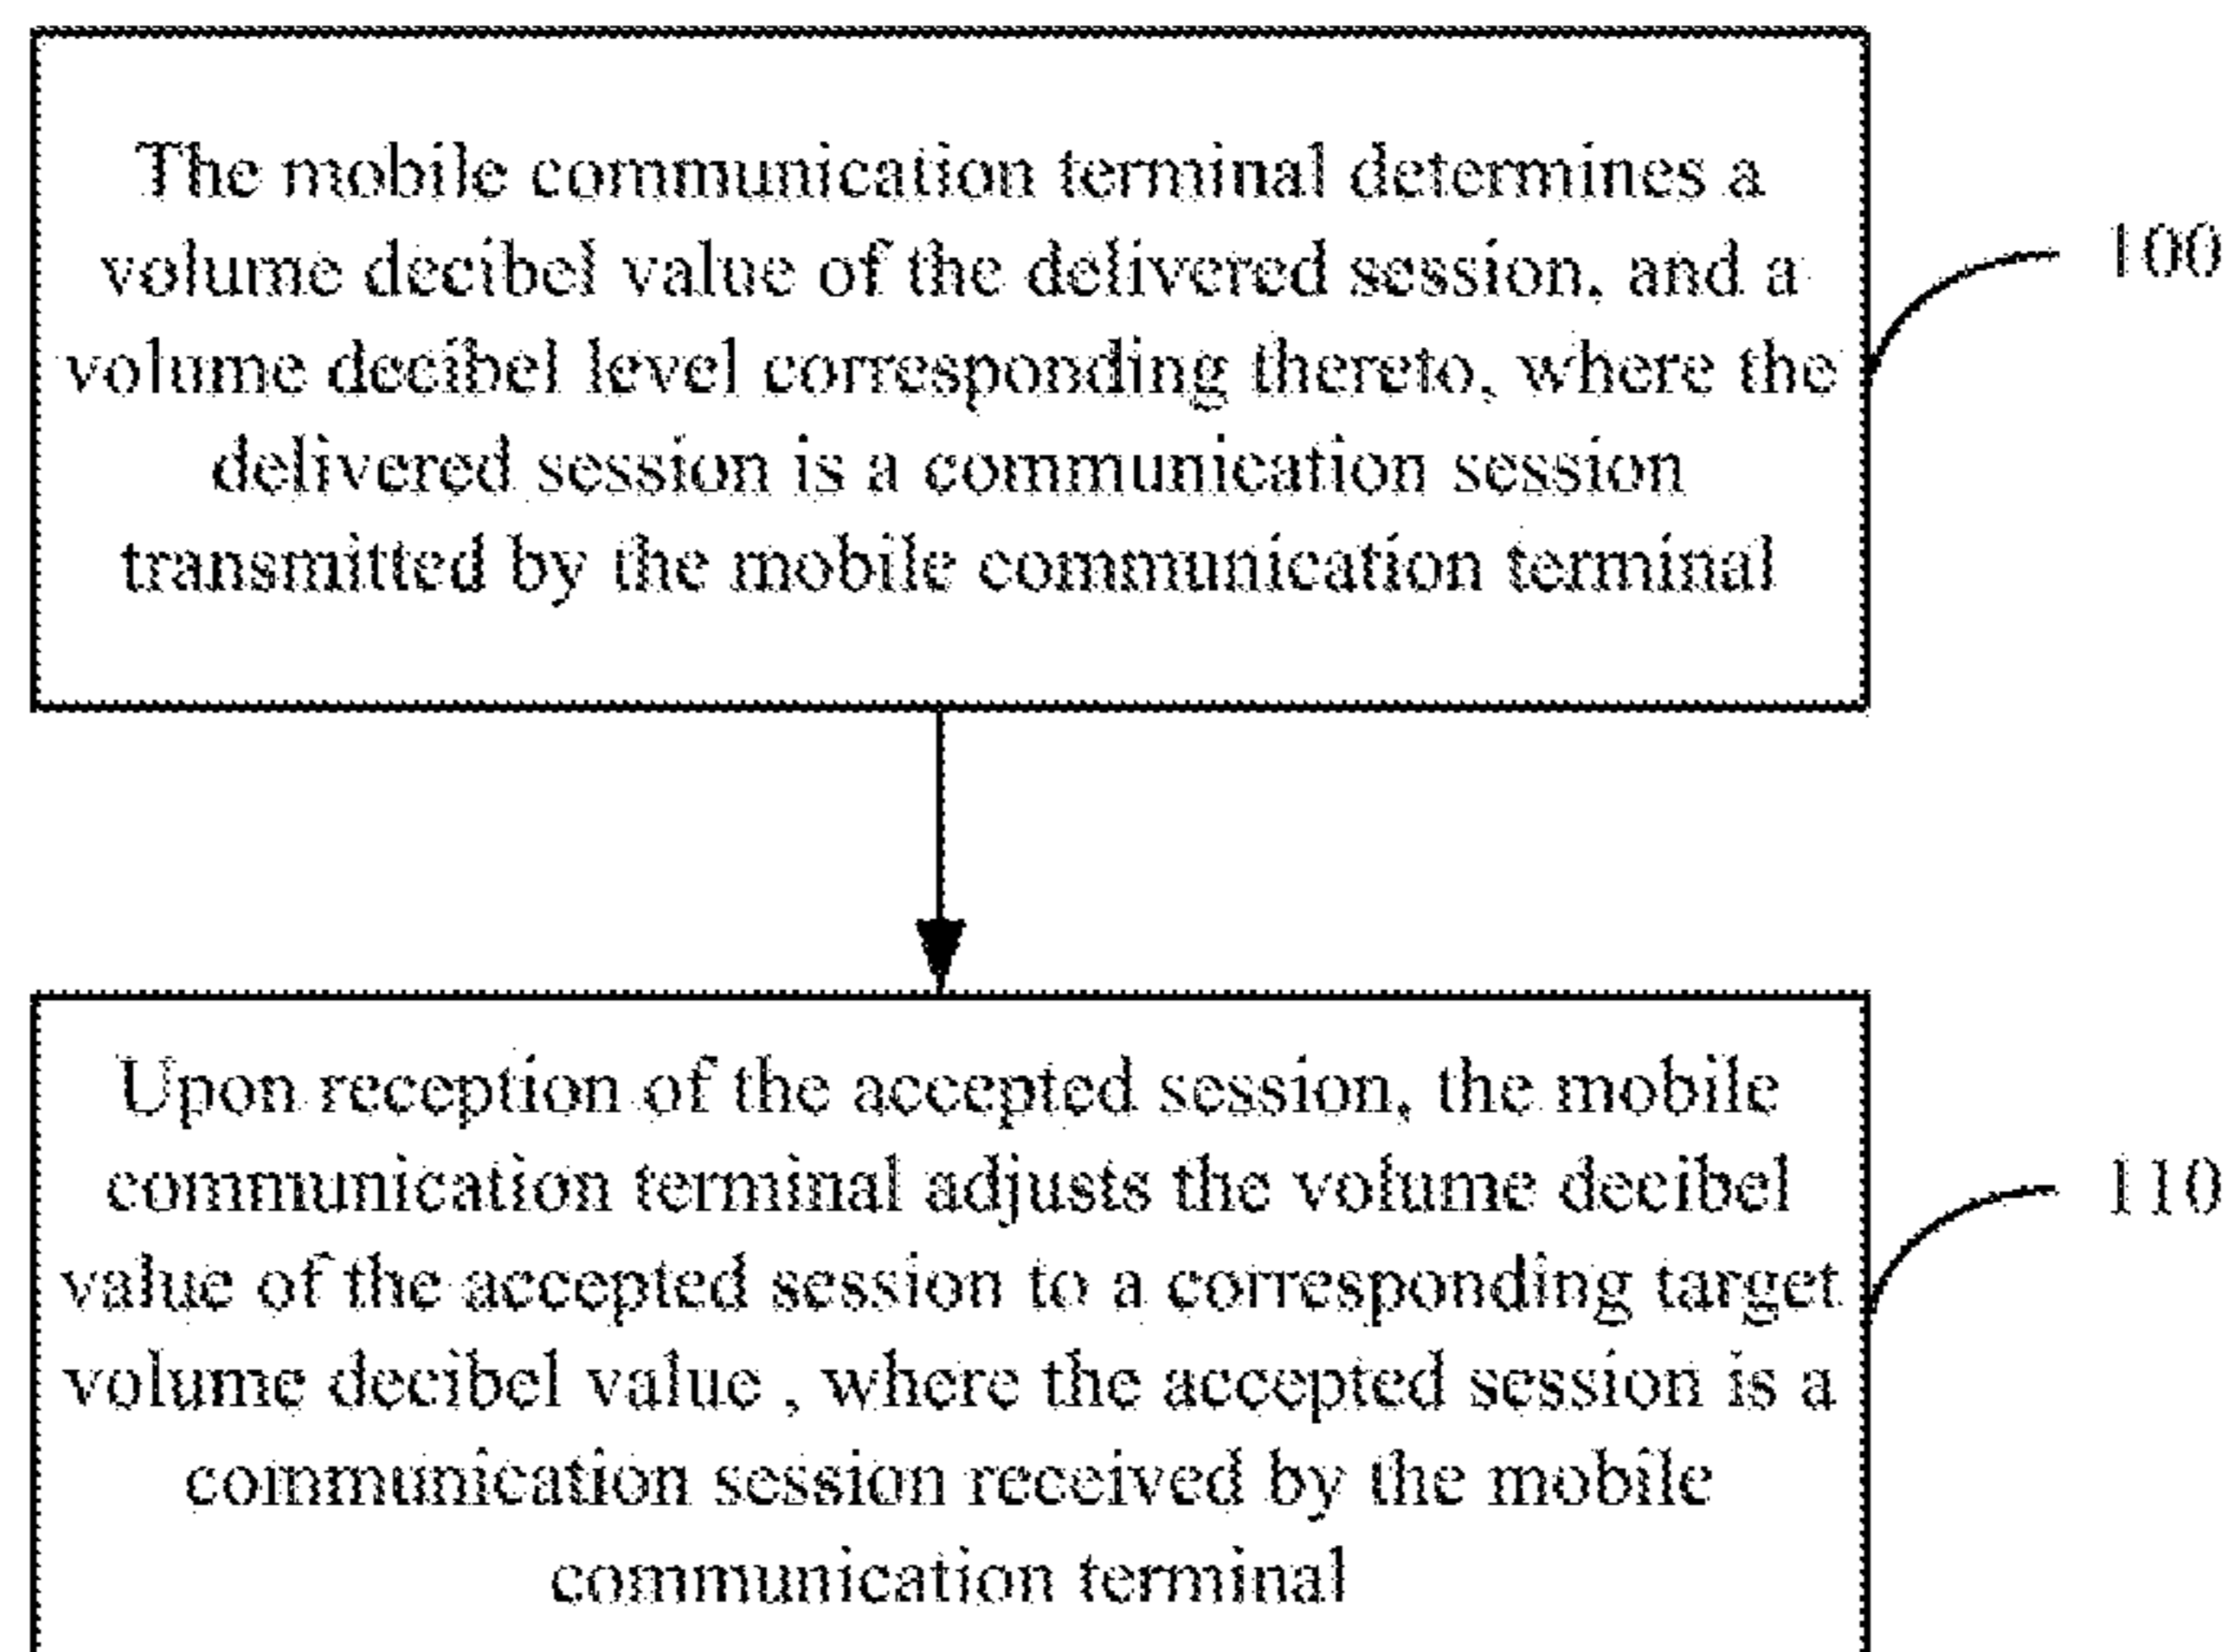 The mobile communication terminal determines a
volume decibel value of the delivered session, and a
volume decibel level corresponding thereto, where the
delivered session is a communication session
transmitted by the mobile communication terminal
100
Upon reception of the accepted session, the mobile
communication terminal adjusts the volume decibel
value of the accepted session to a corresponding target
volume decibel value , where the accepted session is a
communication session received by the mobile
communication terminal
110